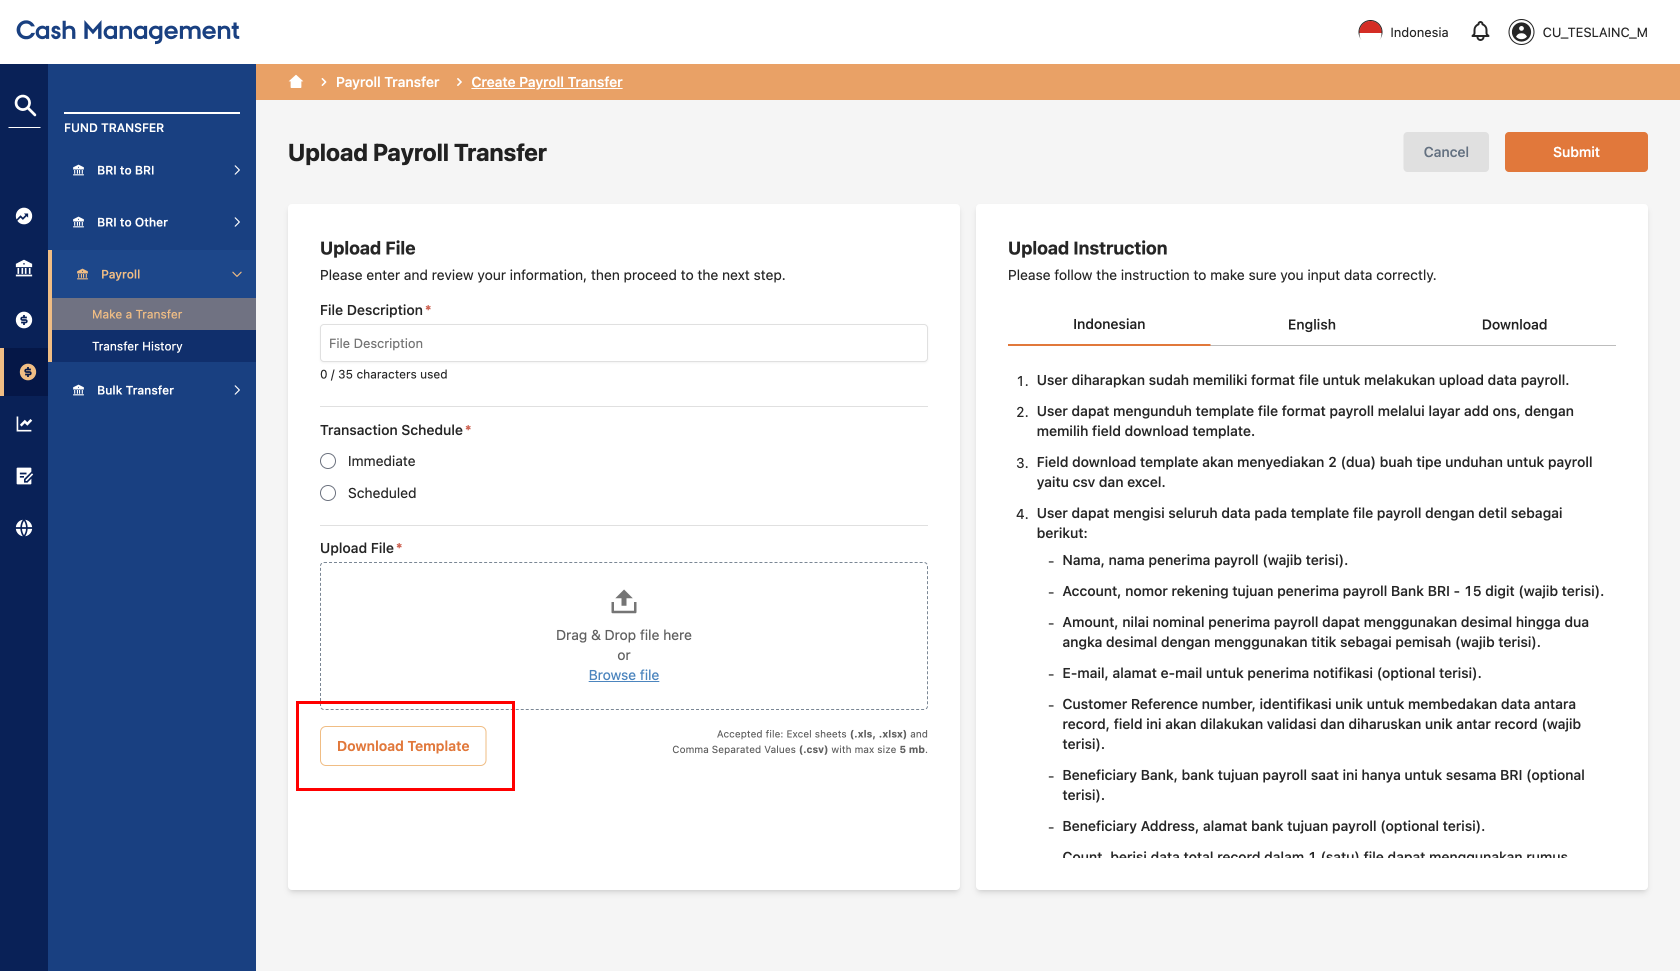 Cash Management
Indonesia
CU_TESLAINC_M
Payroll Transfer
Create Payroll Transfer
FUND TRANSFER
BRI to BRI
BRI to Other
Payroll
Make a Transfer
Transfer History
Bulk Transfer
Upload Payroll Transfer
Cancel
Submit
Upload File
Please enter and review your information, then proceed to the next step.
File Description*
File Description
0 / 35 characters used
Transaction Schedule*
Immediate
Scheduled
Upload File*
Drag & Drop file here
or
Browse file
Download Template
Accepted file: Excel sheets (.xls, .xlsx) and
Comma Separated Values (.csv) with max size 5 mb.
Upload Instruction
Please follow the instruction to make sure you input data correctly.
Indonesian
English
Download
1. User diharapkan sudah memiliki format file untuk melakukan upload data payroll.
2. User dapat mengunduh template file format payroll melalui layar add ons, dengan
memilih field download template.
3. Field download template akan menyediakan 2 (dua) buah tipe unduhan untuk payroll
yaitu csv dan excel.
4. User dapat mengisi seluruh data pada template file payroll dengan detil sebagai
berikut:
- Nama, nama penerima payroll (wajib terisi).
- Account, nomor rekening tujuan penerima payroll Bank BRI - 15 digit (wajib terisi).
- Amount, nilai nominal penerima payroll dapat menggunakan desimal hingga dua
angka desimal dengan menggunakan titik sebagai pemisah (wajib terisi).
- E-mail, alamat e-mail untuk penerima notifikasi (optional terisi).
- Customer Reference number, identifikasi unik untuk membedakan data antara
record, field ini akan dilakukan validasi dan diharuskan unik antar record (wajib
terisi).
- Beneficiary Bank, bank tujuan payroll saat ini hanya untuk sesama BRI (optional
terisi).
- Beneficiary Address, alamat bank tujuan payroll (optional terisi).
Count, berisi data total record dalam 1 (satu) file dapat menggunakan rumus